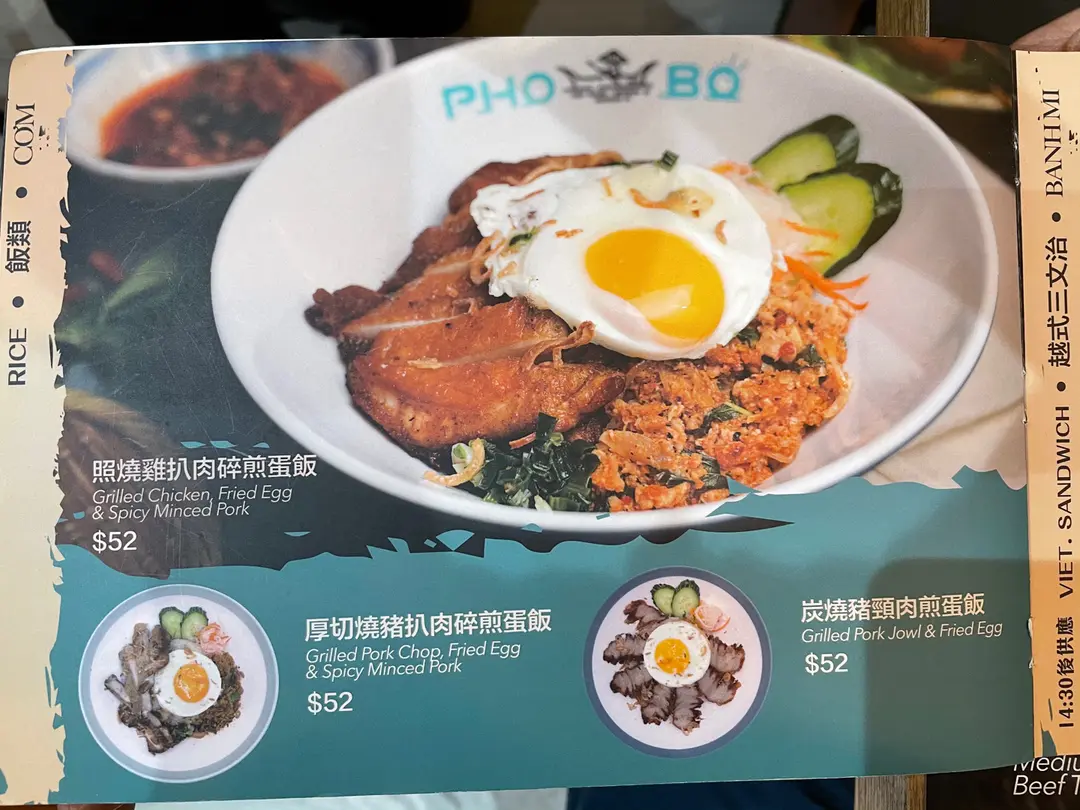 PHO BO
RICE • 飯類 • COM
照燒雞扒肉碎煎蛋飯
Grilled Chicken, Fried Egg
& Spicy Minced Pork
$52
厚切燒豬扒肉碎煎蛋飯
Grilled Pork Chop, Fried Egg
& Spicy Minced Pork
$52
炭燒豬頸肉煎蛋飯
Grilled Pork Jowl & Fried Egg
$52
14:30後供應 VIET. SANDWICH • 越式三文治 • BANH MI
Beef